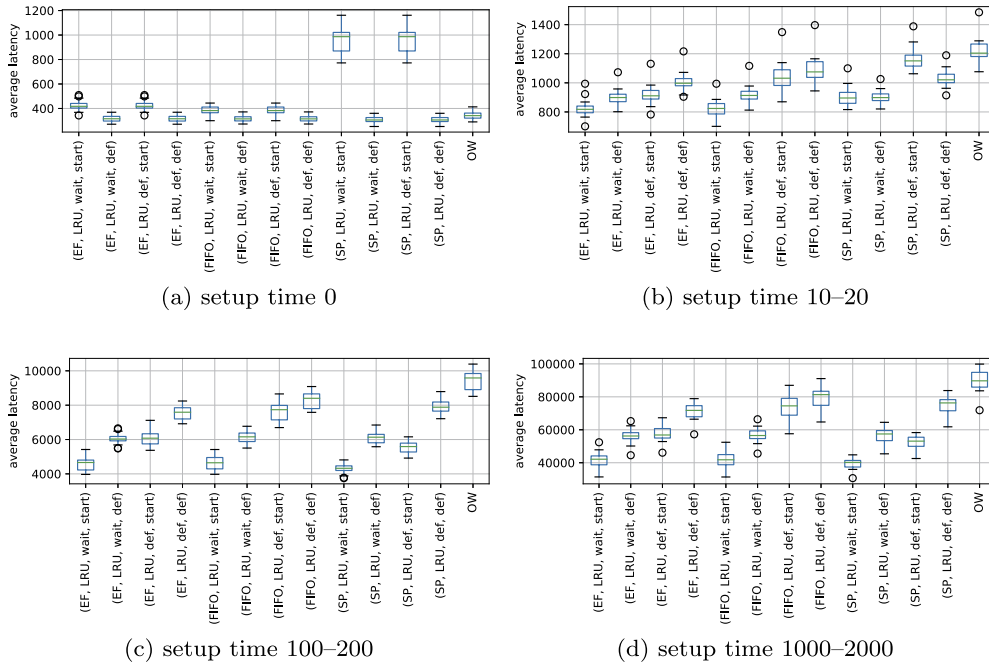 average latency
1200
1000
800
600
400
(EF, LRU, wait, start)
(EF, LRU, wait, def)
(EF, LRU, def, start)
(EF, LRU, def, def)
(FIFO, LRU, wait, start)
(FIFO, LRU, wait, def)
(FIFO, LRU, def, start)
(FIFO, LRU, def, def)
(SP, LRU, wait, start)
(SP, LRU, wait, def)
(SP, LRU, def, start)
(SP, LRU, def, def)
OW
(a) setup time 0
average latency
1400
1200
1000
800
(EF, LRU, wait, start)
(EF, LRU, wait, def)
(EF, LRU, def, start)
(EF, LRU, def, def)
(FIFO, LRU, wait, start)
(FIFO, LRU, wait, def)
(FIFO, LRU, def, start)
(FIFO, LRU, def, def)
(SP, LRU, wait, start)
(SP, LRU, wait, def)
(SP, LRU, def, start)
(SP, LRU, def, def)
OW
(b) setup time 10–20
average latency
10000
8000
6000
4000
(EF, LRU, wait, start)
(EF, LRU, wait, def)
(EF, LRU, def, start)
(EF, LRU, def, def)
(FIFO, LRU, wait, start)
(FIFO, LRU, wait, def)
(FIFO, LRU, def, start)
(FIFO, LRU, def, def)
(SP, LRU, wait, start)
(SP, LRU, wait, def)
(SP, LRU, def, start)
(SP, LRU, def, def)
OW
(c) setup time 100–200
average latency
100000
80000
60000
40000
(EF, LRU, wait, start)
(EF, LRU, wait, def)
(EF, LRU, def, start)
(EF, LRU, def, def)
(FIFO, LRU, wait, start)
(FIFO, LRU, wait, def)
(FIFO, LRU, def, start)
(FIFO, LRU, def, def)
(SP, LRU, wait, start)
(SP, LRU, wait, def)
(SP, LRU, def, start)
(SP, LRU, def, def)
OW
(d) setup time 1000–2000